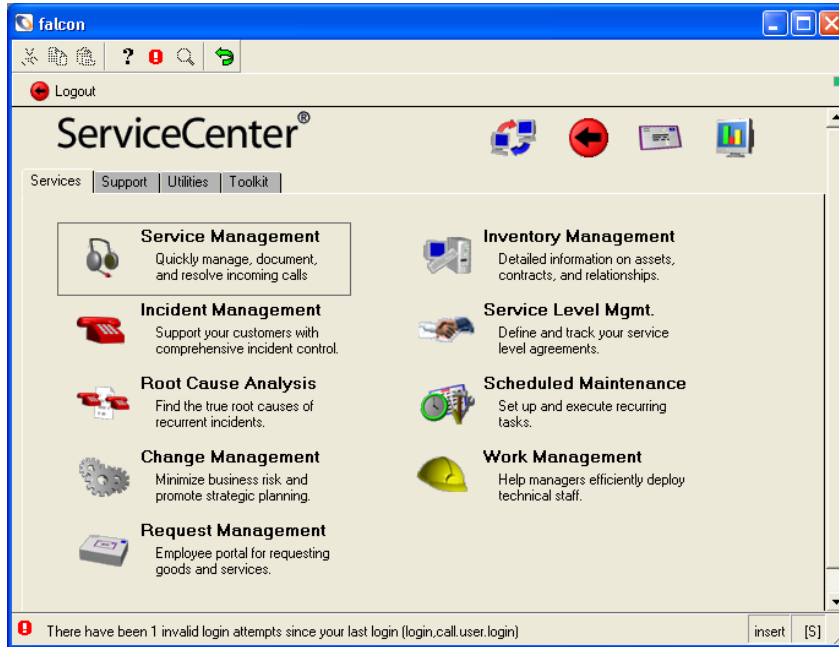 falcon
?
Logout
ServiceCenter®
Services Support Utilities Toolkit
Service Management
Quickly manage, document,
and resolve incoming calls
Incident Management
Support your customers with
comprehensive incident control.
Root Cause Analysis
Find the true root causes of
recurrent incidents.
Change Management
Minimize business risk and
promote strategic planning.
Request Management
Employee portal for requesting
goods and services.
Inventory Management
Detailed information on assets,
contracts, and relationships.
Service Level Mgmt.
Define and track your service
level agreements.
Scheduled Maintenance
Set up and execute recurring
tasks.
Work Management
Help managers efficiently deploy
technical staff.
There have been 1 invalid login attempts since your last login (login,call.user.login)
insert [S]